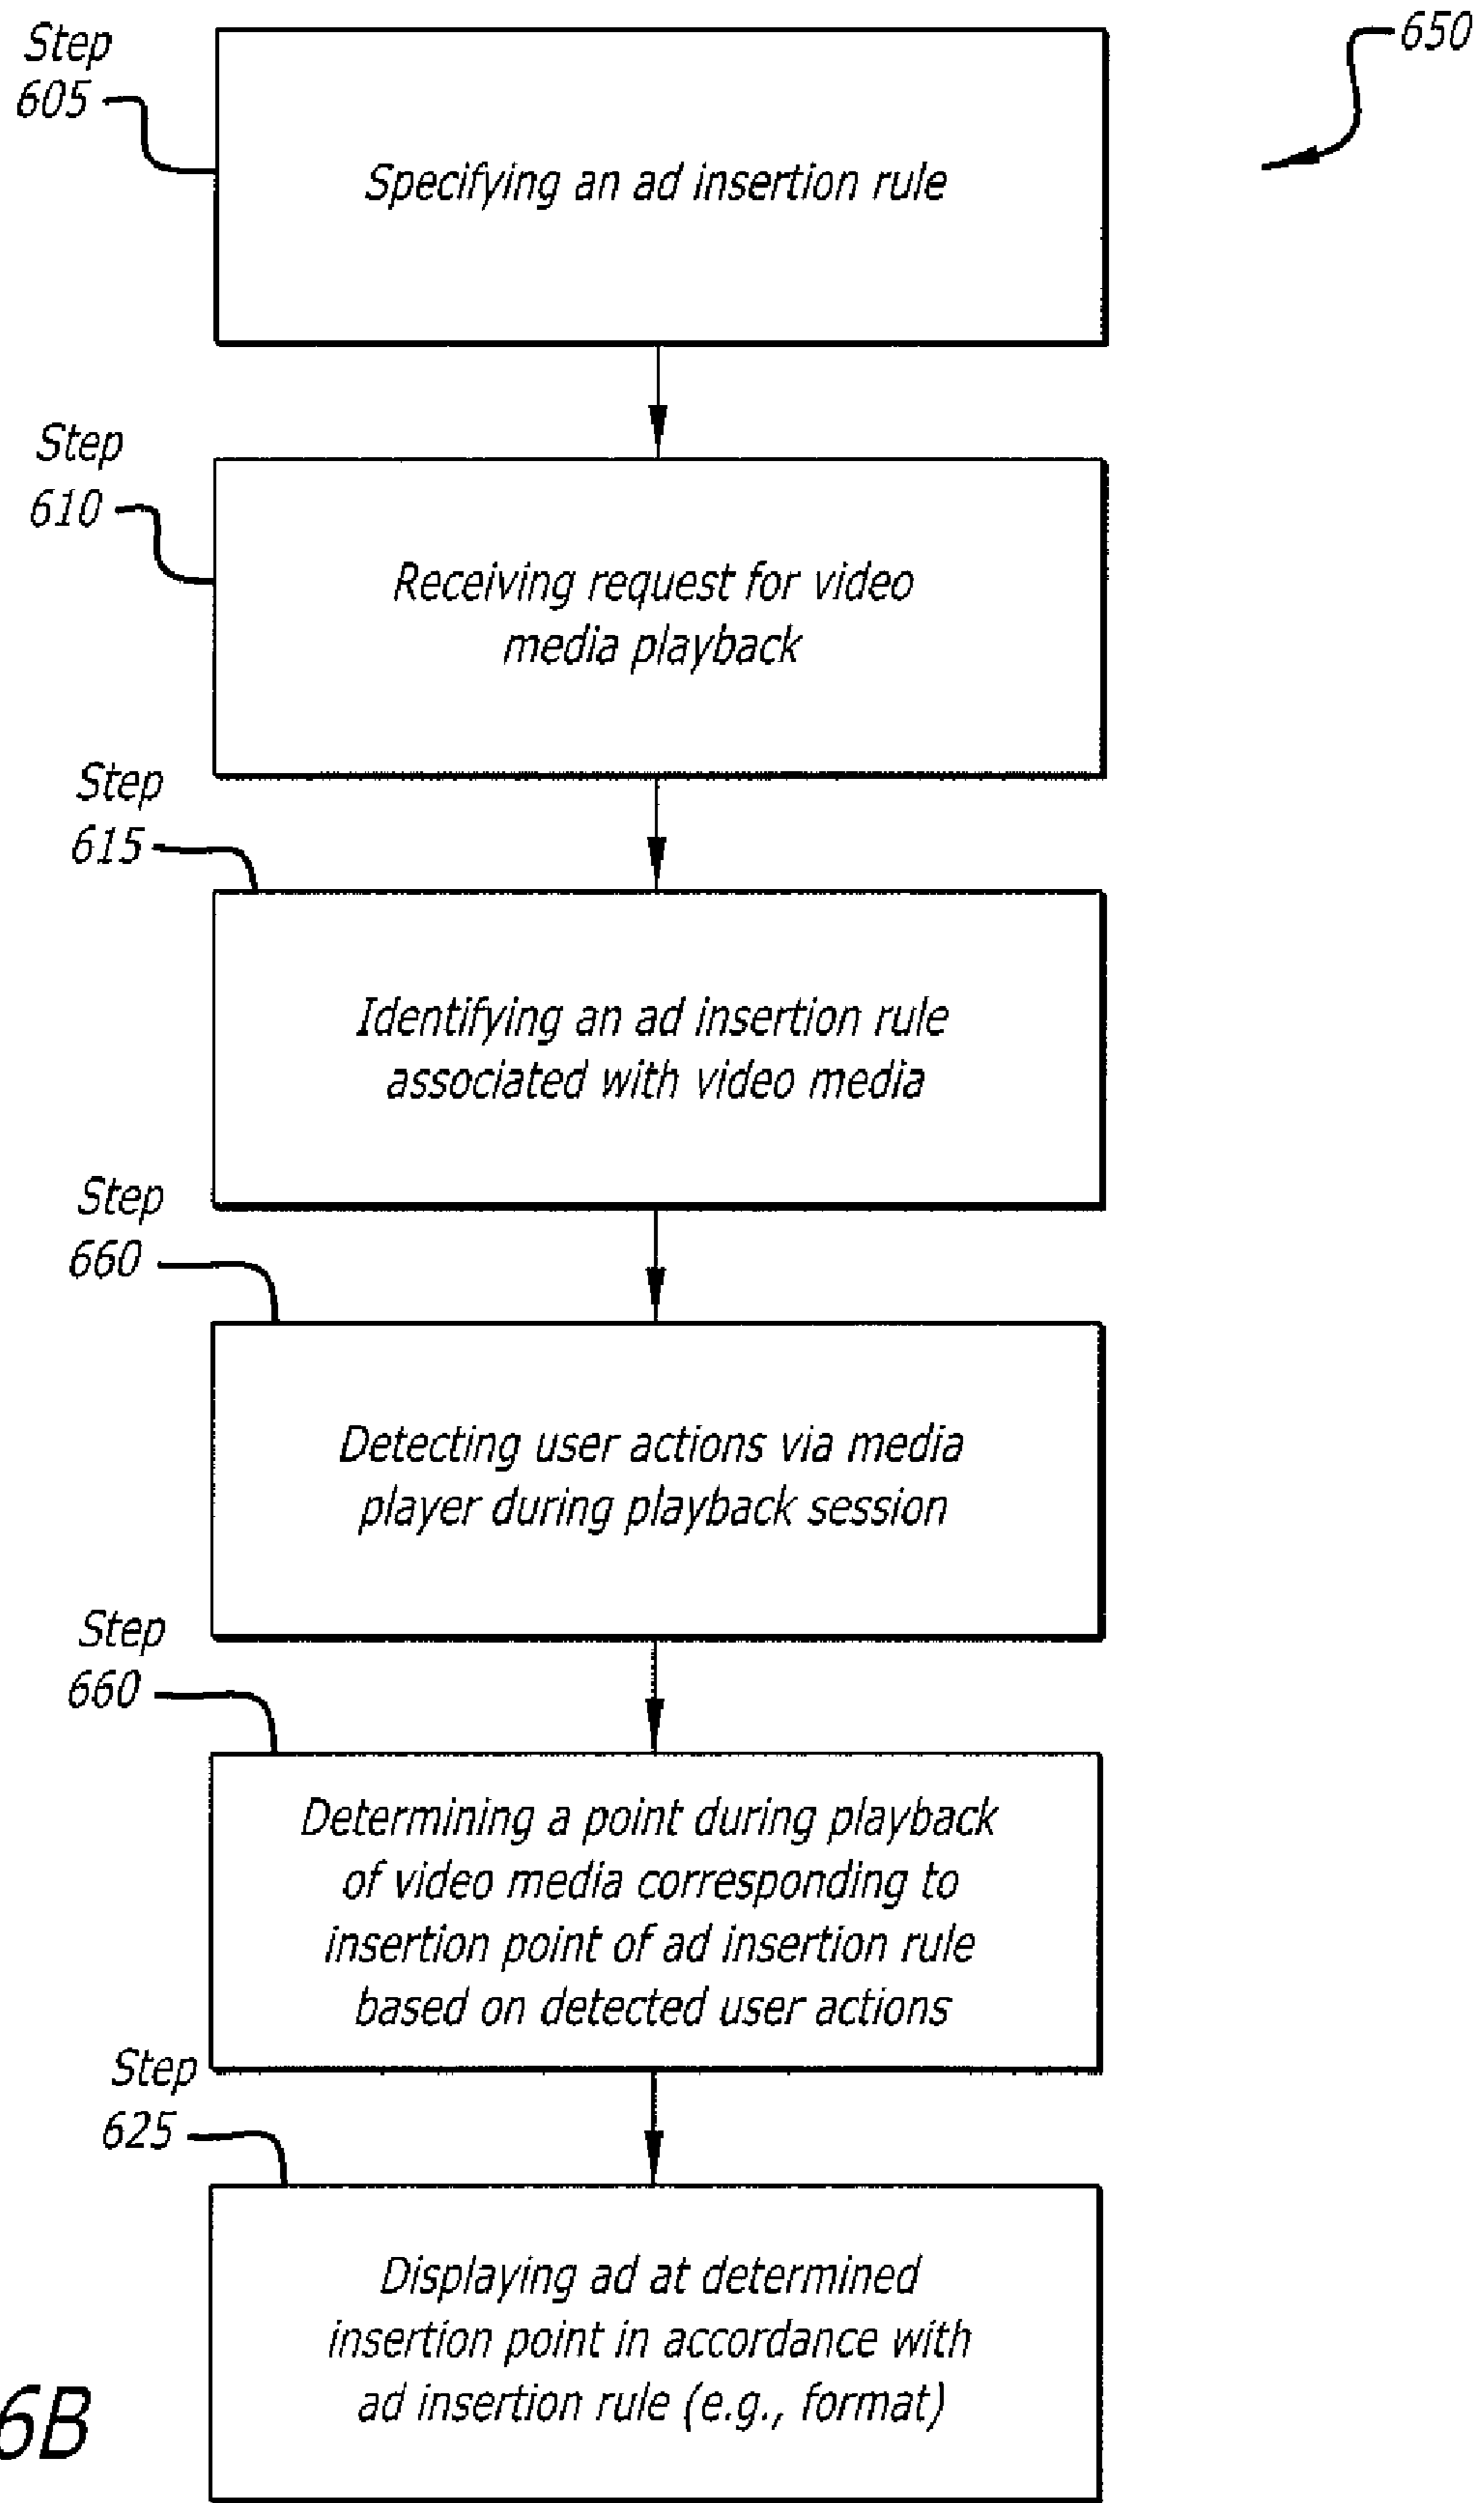 Step
605
650
Specifying an ad insertion rule
Step
610
Receiving request for video
media playback
Step
615
Identifying an ad insertion rule
associated with video media
Step
660
Detecting user actions via media
player during playback session
Step
660
Determining a point during playback
of video media corresponding to
insertion point of ad insertion rule
based on detected user actions
Step
625
Displaying ad at determined
insertion point in accordance with
ad insertion rule (e.g., format)
6B